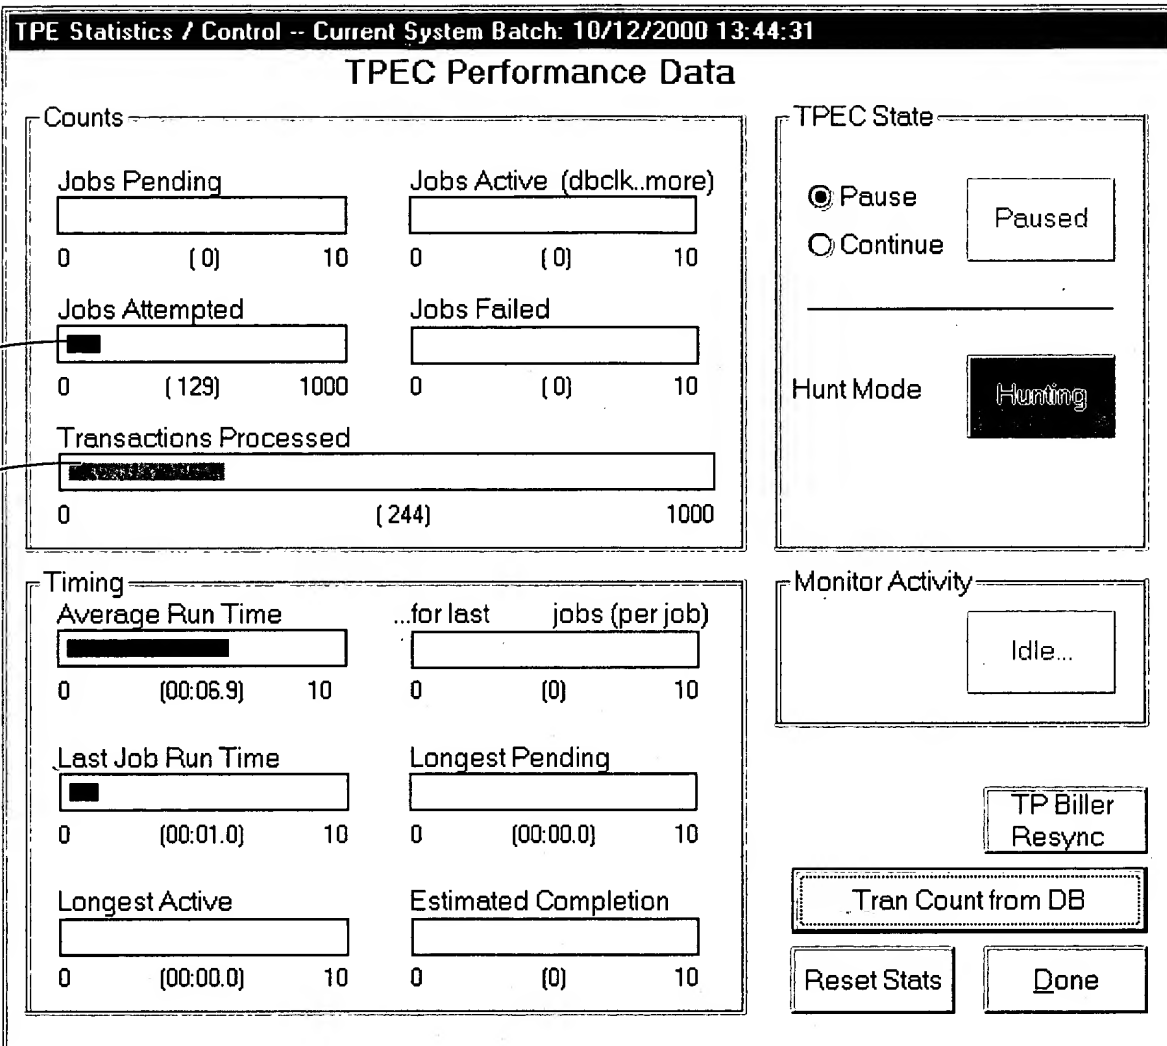 TPE Statistics / Control -- Current System Batch: 10/12/2000 13:44:31
TPEC Performance Data
Counts
Jobs Pending
0 ( 0) 10
Jobs Active (dbclk..more)
0 ( 0) 10
Jobs Attempted
0 ( 129) 1000
Jobs Failed
0 ( 0) 10
Transactions Processed
0 ( 244) 1000
TPEC State
Pause
Continue
Paused
Hunt Mode
Hunting
Timing
Average Run Time
0 (00:06.9) 10
...for last jobs (per job)
0 (0) 10
Last Job Run Time
0 (00:01.0) 10
Longest Pending
0 (00:00.0) 10
Longest Active
0 (00:00.0) 10
Estimated Completion
0 (0) 10
Monitor Activity
Idle...
TP Biller
Resync
Tran Count from DB
Reset Stats
Done